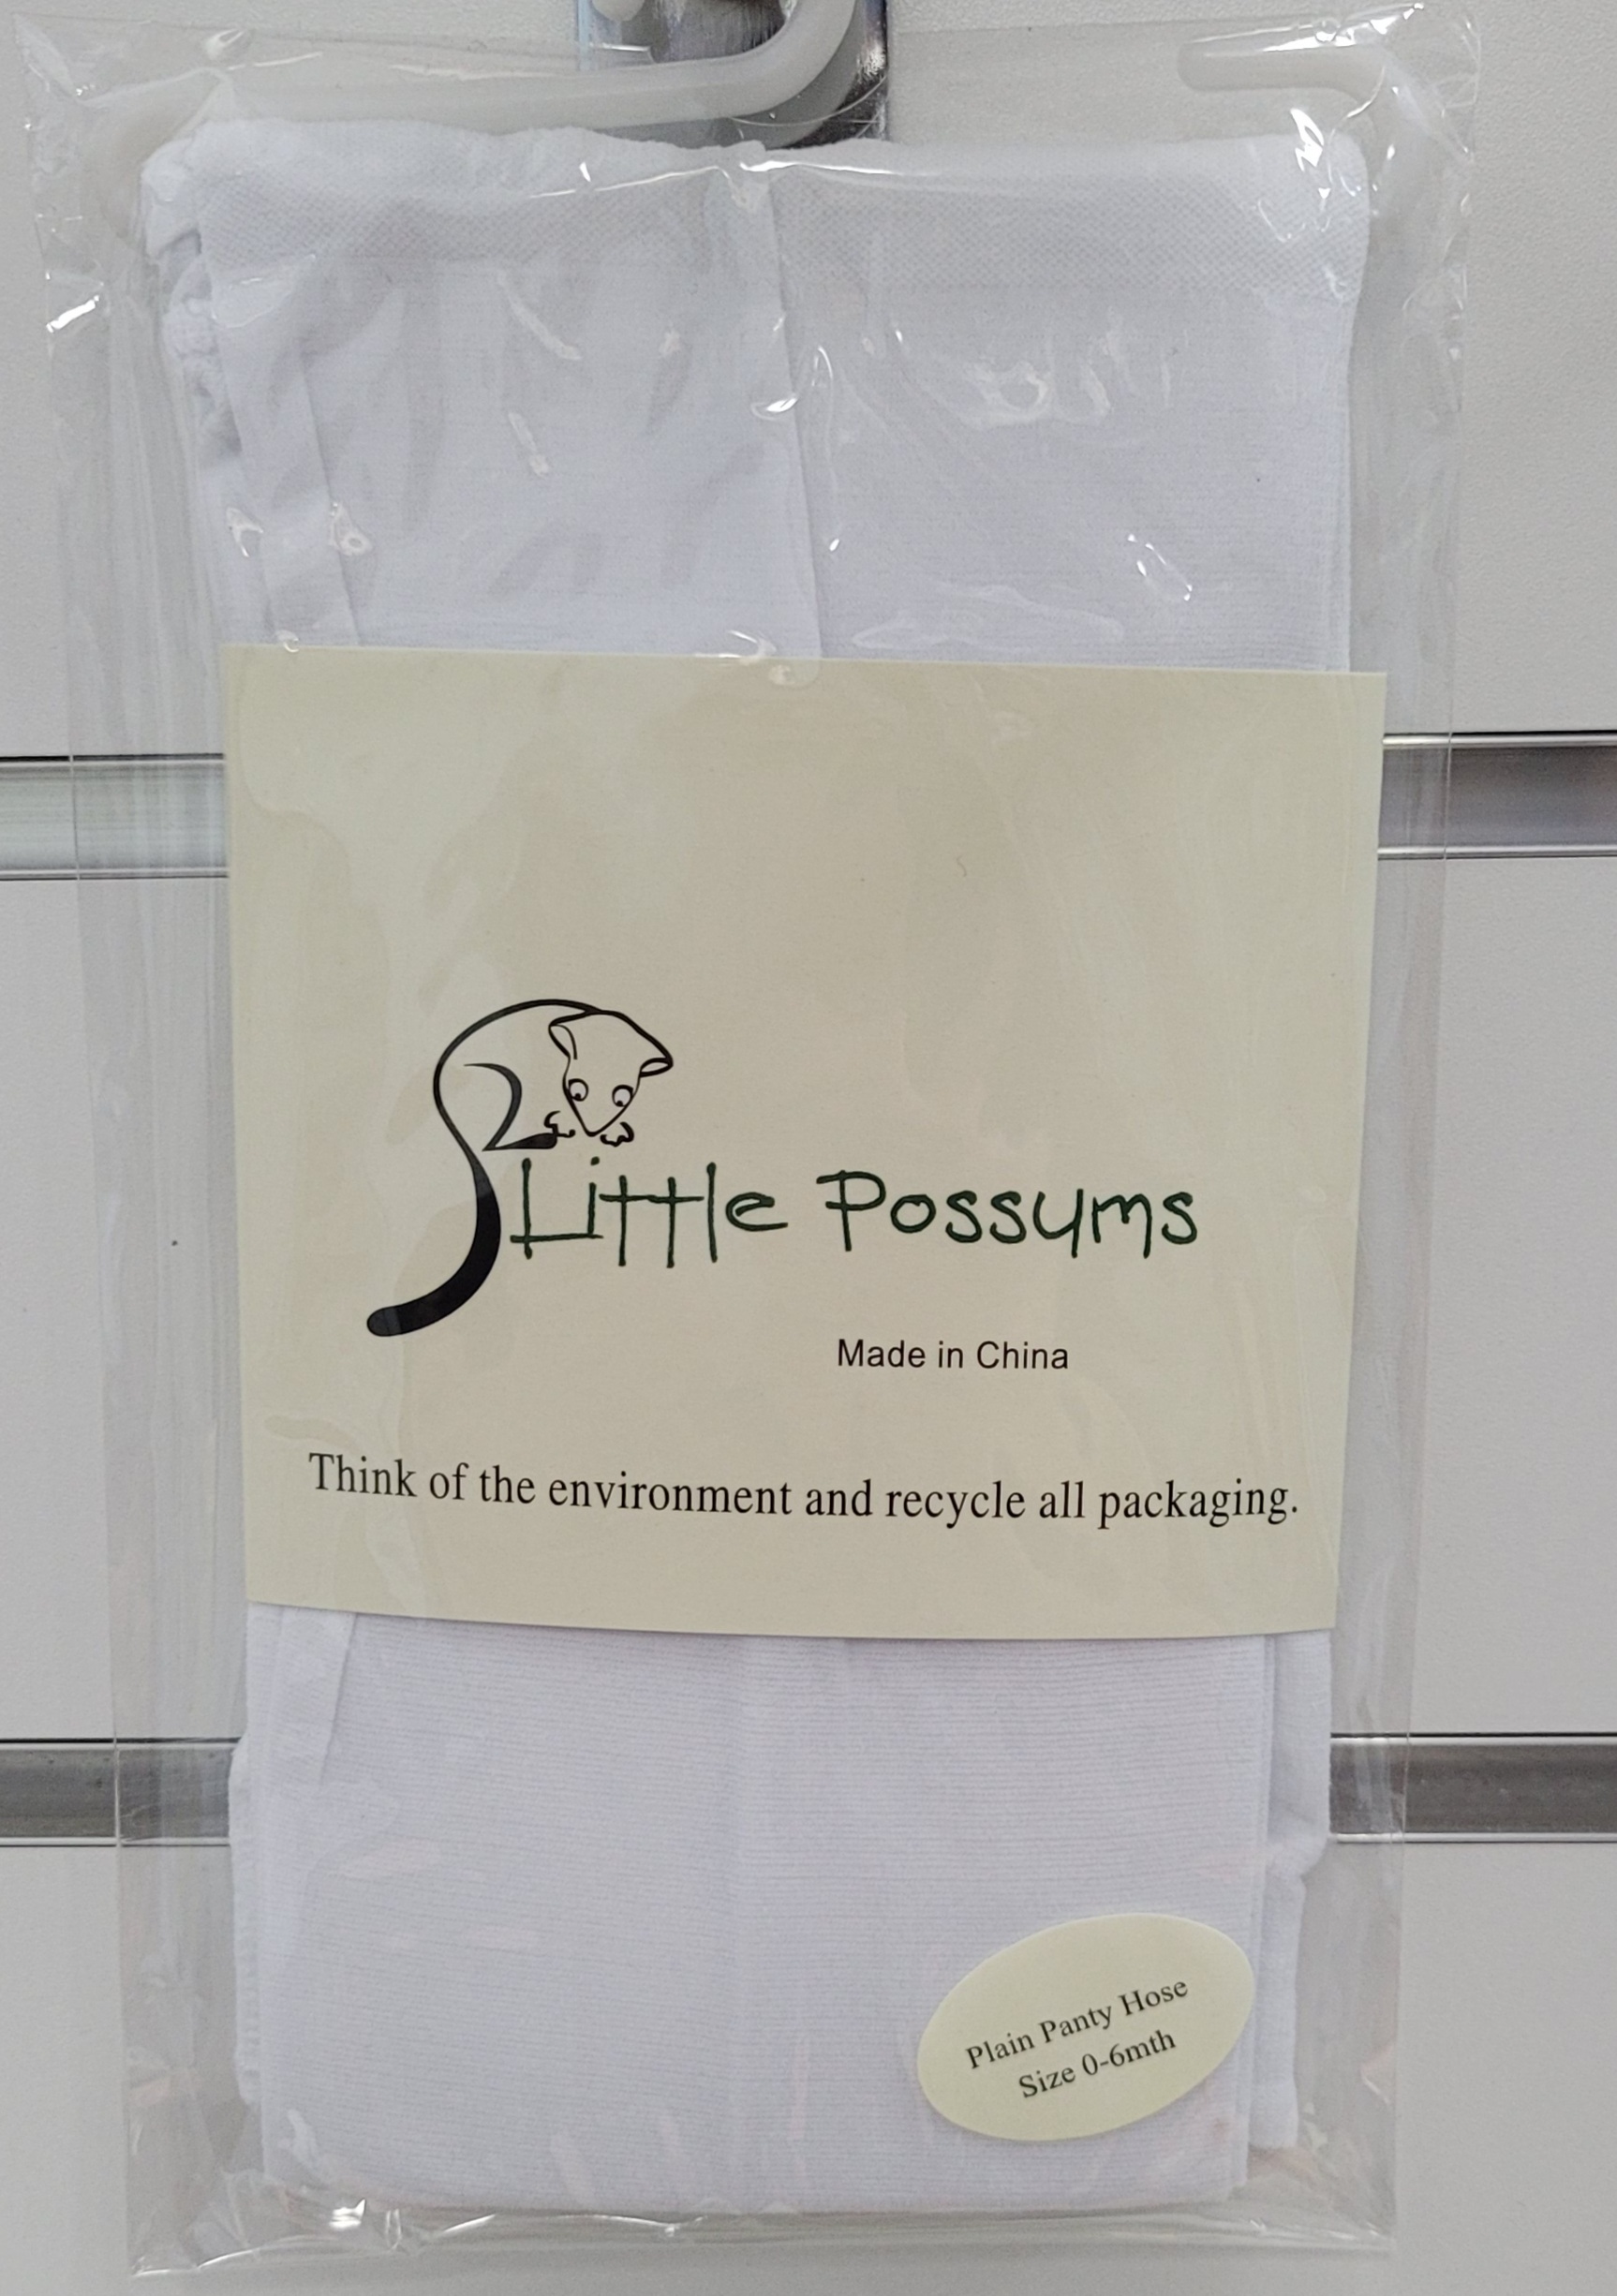 Little Possums
Made in China
Think of the environment and recycle all packaging.
Plain Panty Hose
Size 0-6mth